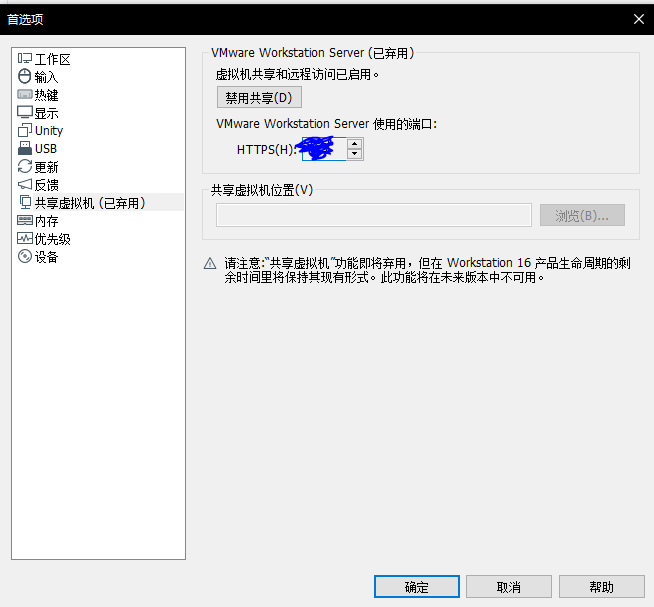 首选项
工作区
输入
热键
显示
Unity
USB
更新
反馈
共享虚拟机 (已弃用)
内存
优先级
设备
VMware Workstation Server (已弃用)
虚拟机共享和远程访问已启用。
禁用共享(D)
VMware Workstation Server 使用的端口:
HTTPS(H):
共享虚拟机位置(V)
浏览(B)...
请注意:“共享虚拟机”功能即将弃用，但在 Workstation 16 产品生命周期的剩
余时间里将保持其现有形式。此功能将在未来版本中不可用。
确定
取消
帮助